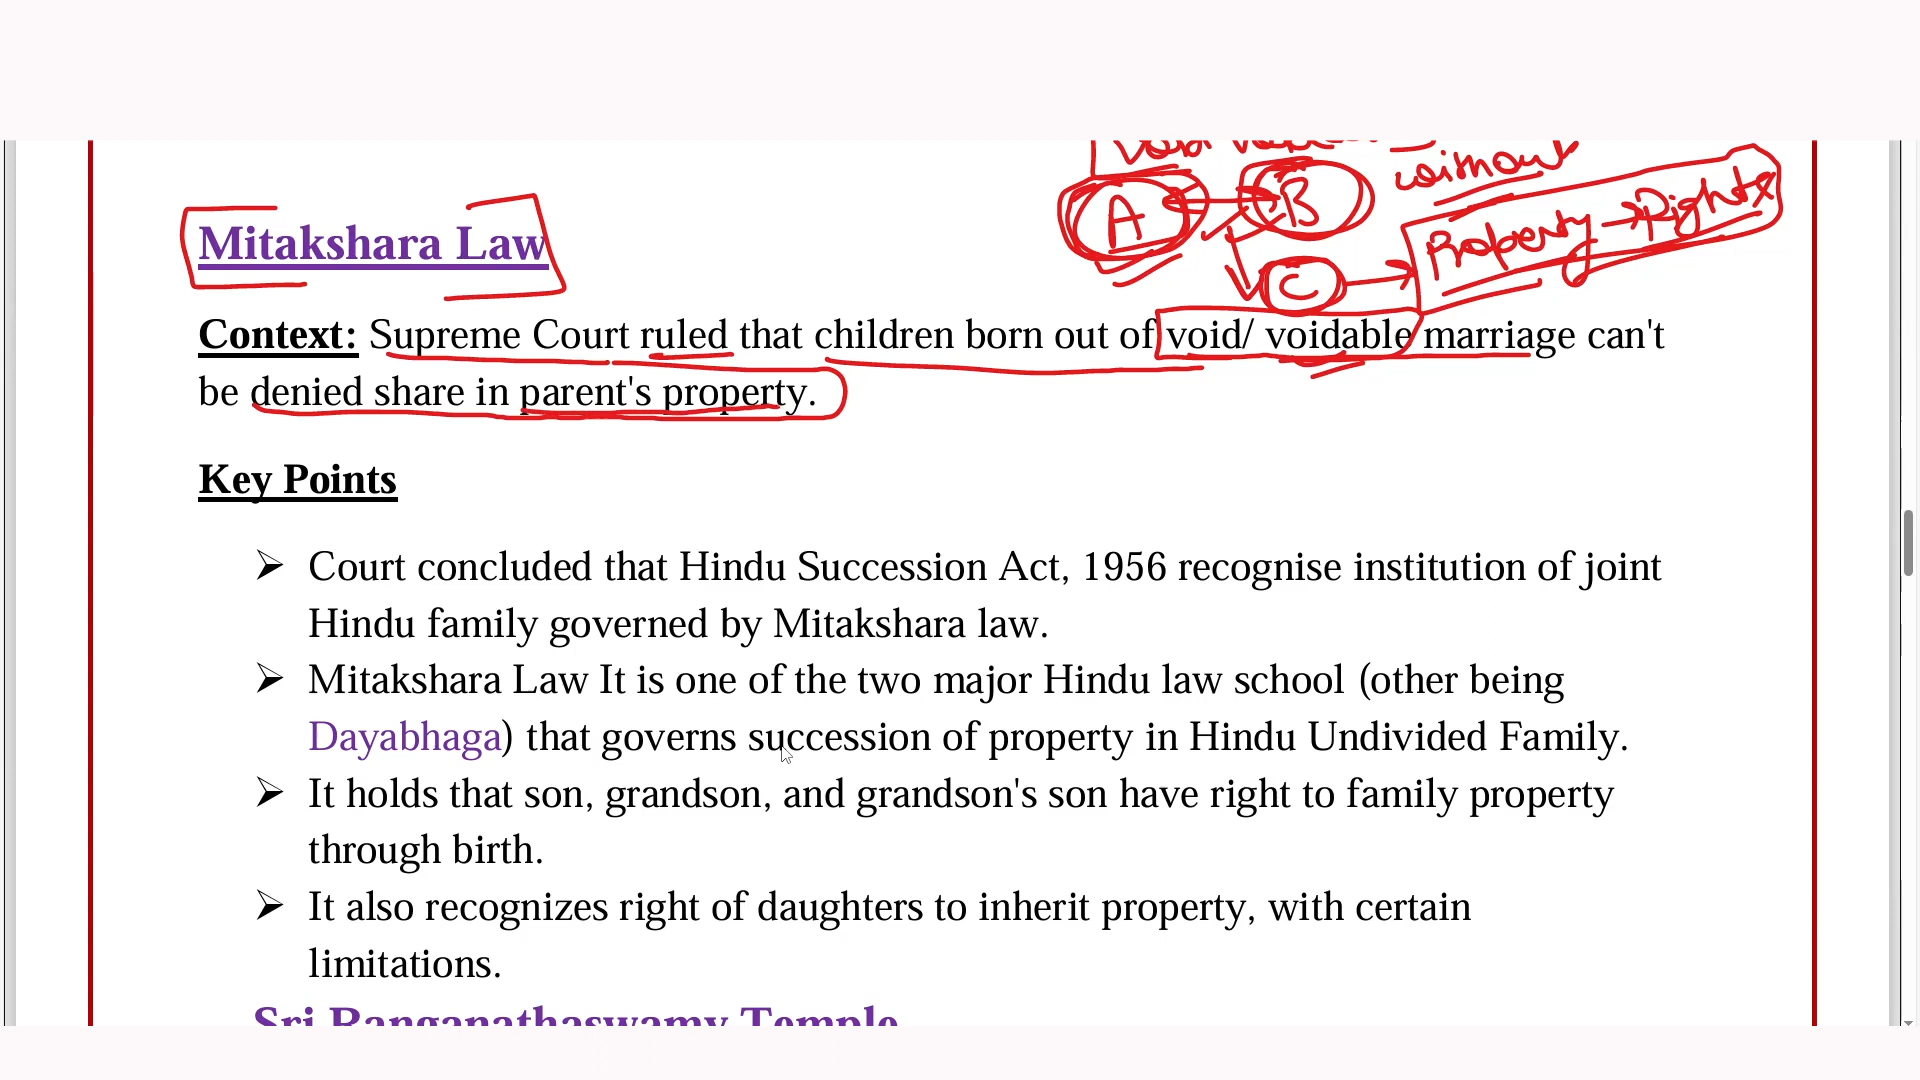 without
A
B
Property → Rights
C
Mitakshara Law
Context: Supreme Court ruled that children born out of void/ voidable marriage can't
be denied share in parent's property.
Key Points
➢ Court concluded that Hindu Succession Act, 1956 recognise institution of joint
Hindu family governed by Mitakshara law.
➢ Mitakshara Law It is one of the two major Hindu law school (other being
Dayabhaga) that governs succession of property in Hindu Undivided Family.
➢ It holds that son, grandson, and grandson's son have right to family property
through birth.
➢ It also recognizes right of daughters to inherit property, with certain
limitations.
Sri Ranganathaswamy Temple